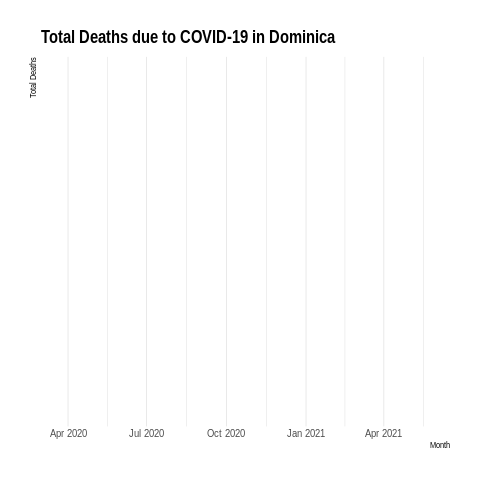 Total Deaths due to COVID-19 in Dominica
Total Deaths
Apr 2020 Jul 2020 Oct 2020 Jan 2021 Apr 2021
Month